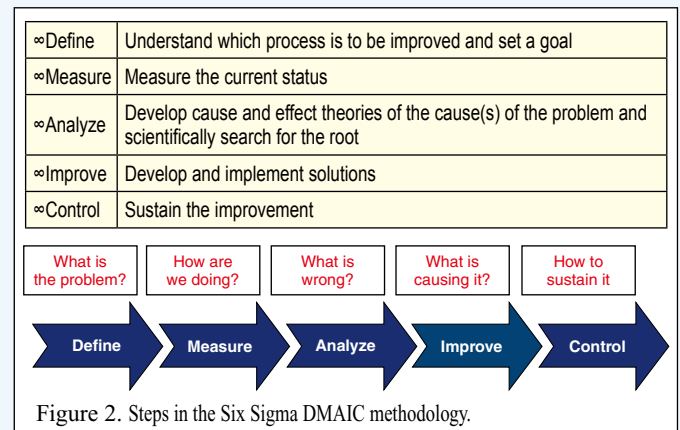 ∞Define Understand which process is to be improved and set a goal
∞Measure Measure the current status
∞Analyze Develop cause and effect theories of the cause(s) of the problem and
scientifically search for the root
∞Improve Develop and implement solutions
∞Control Sustain the improvement
What is
the problem?
How are
we doing?
What is
wrong?
What is
causing it?
How to
sustain it
Define
Measure
Analyze
Improve
Control
Figure 2. Steps in the Six Sigma DMAIC methodology.